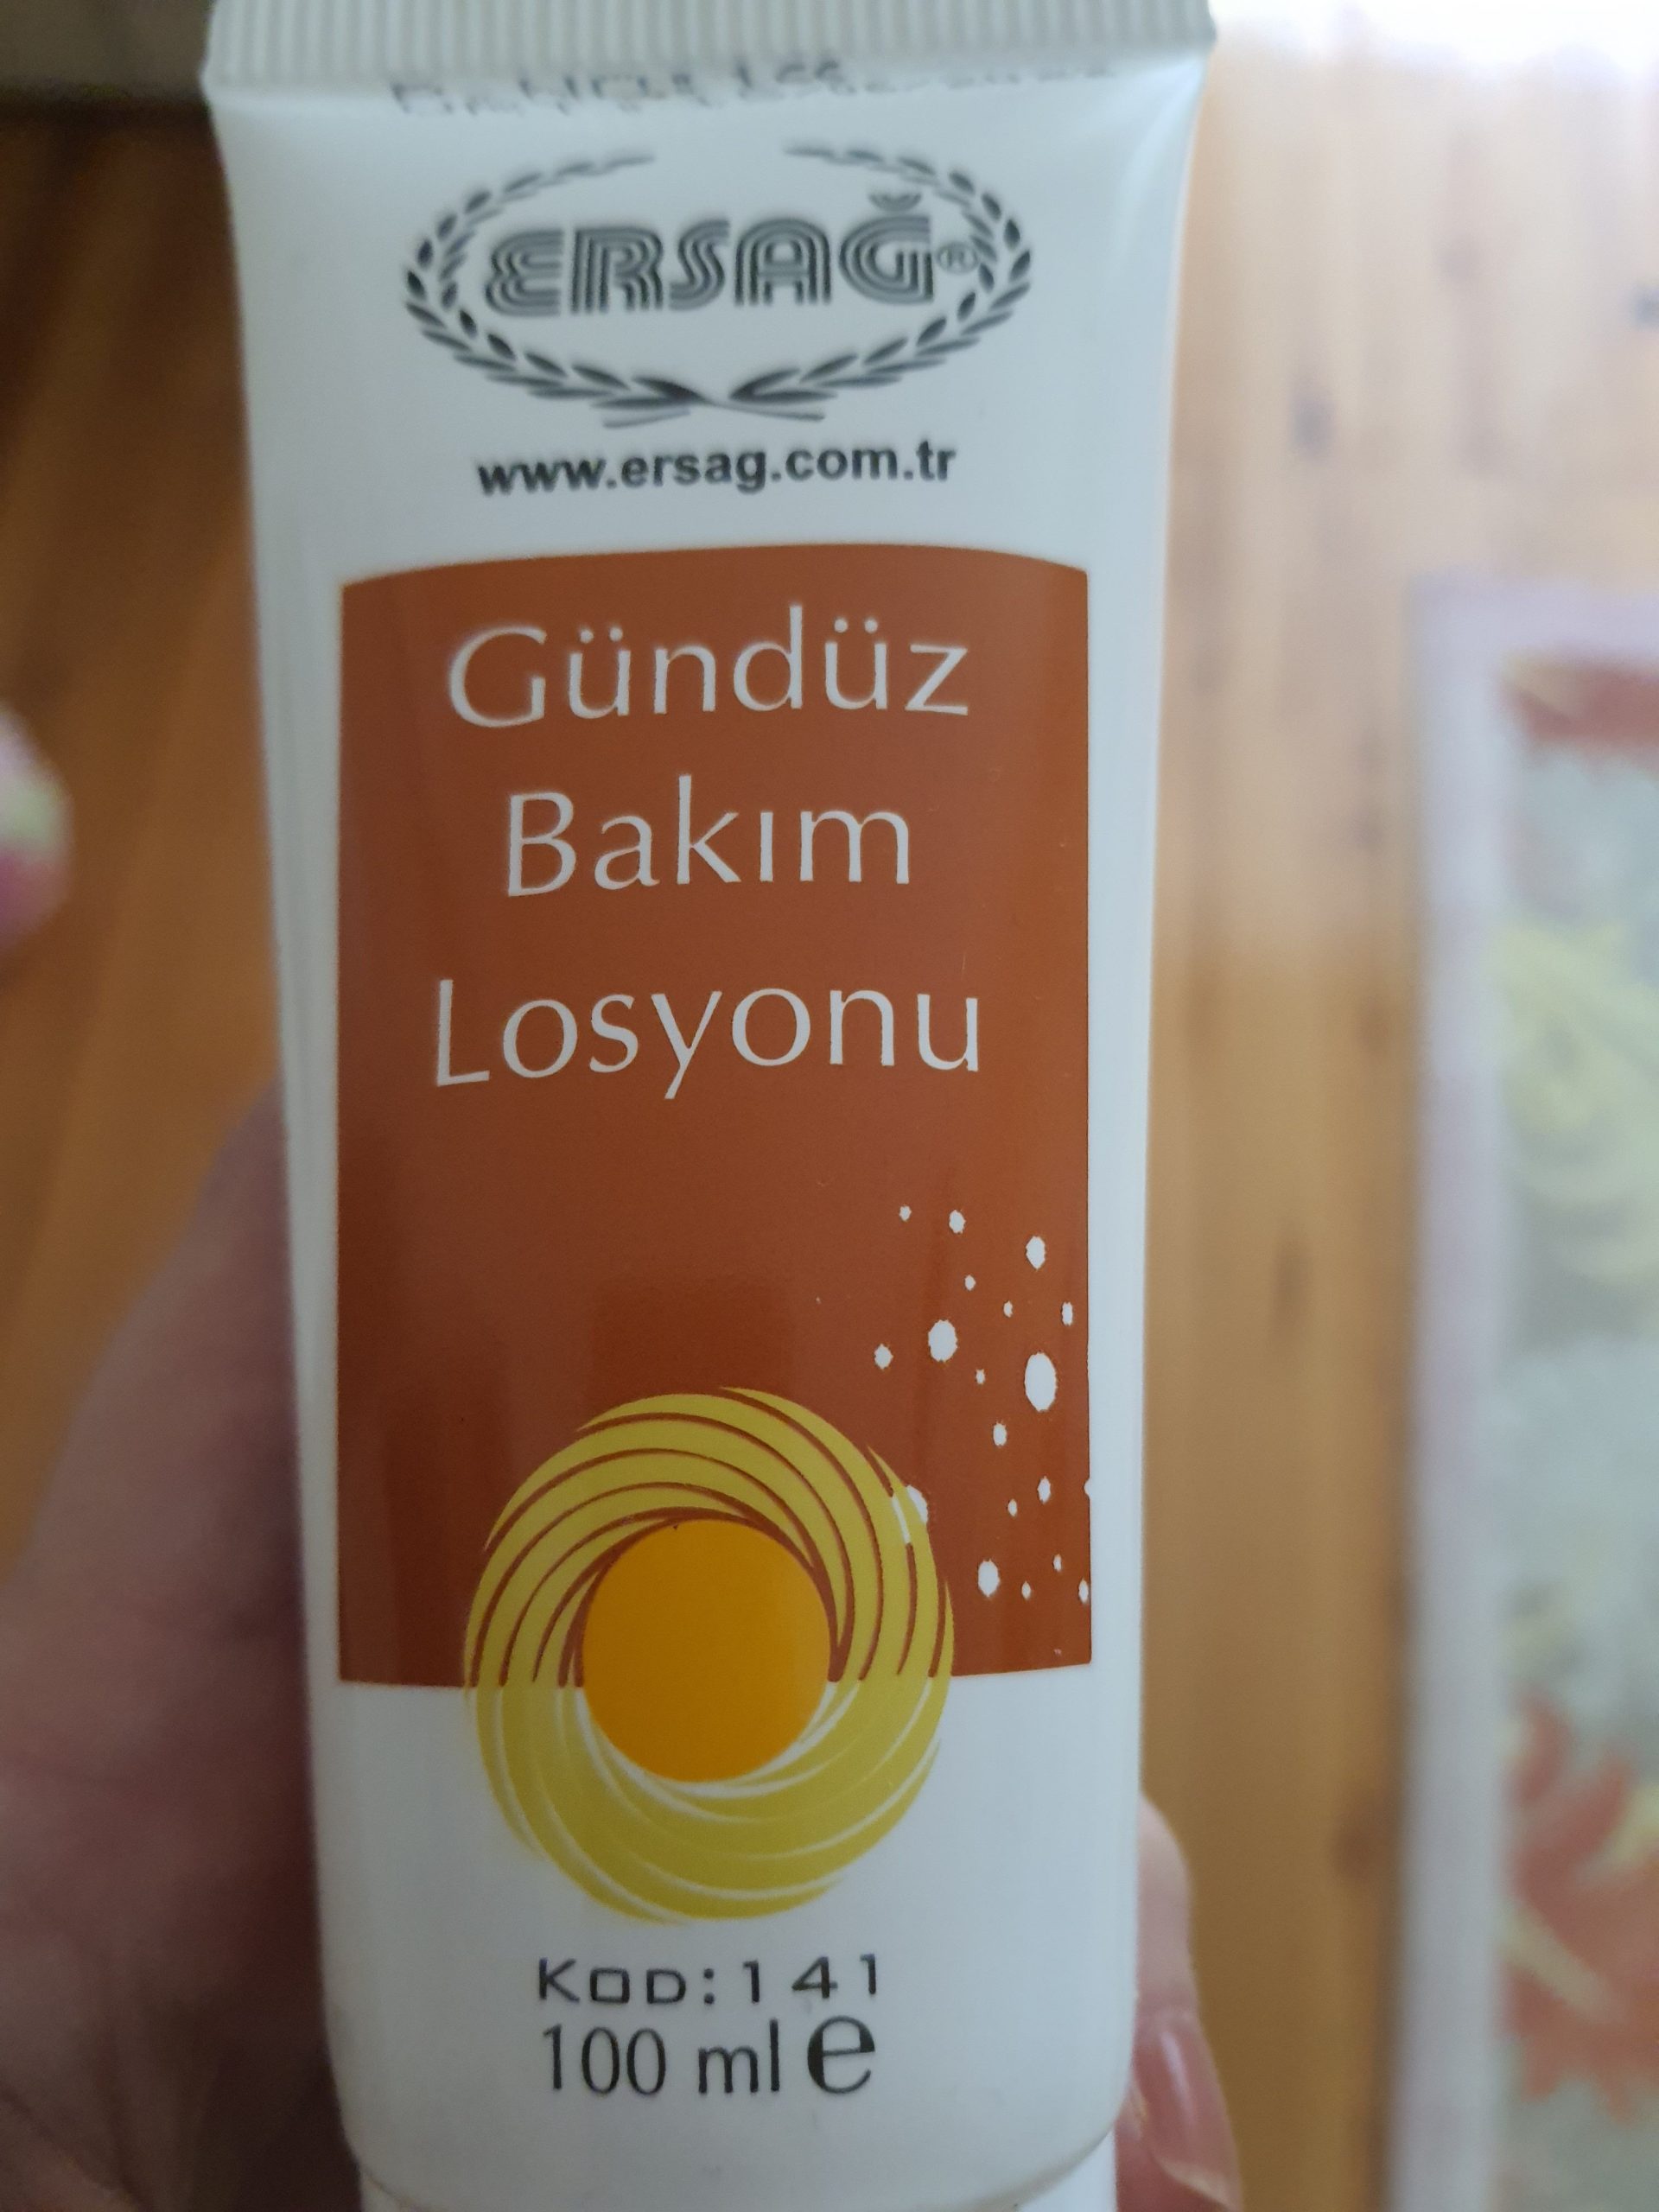 ERSAĞ®
www.ersag.com.tr
Gündüz
Bakım
Losyonu
KOD:141
100 ml e